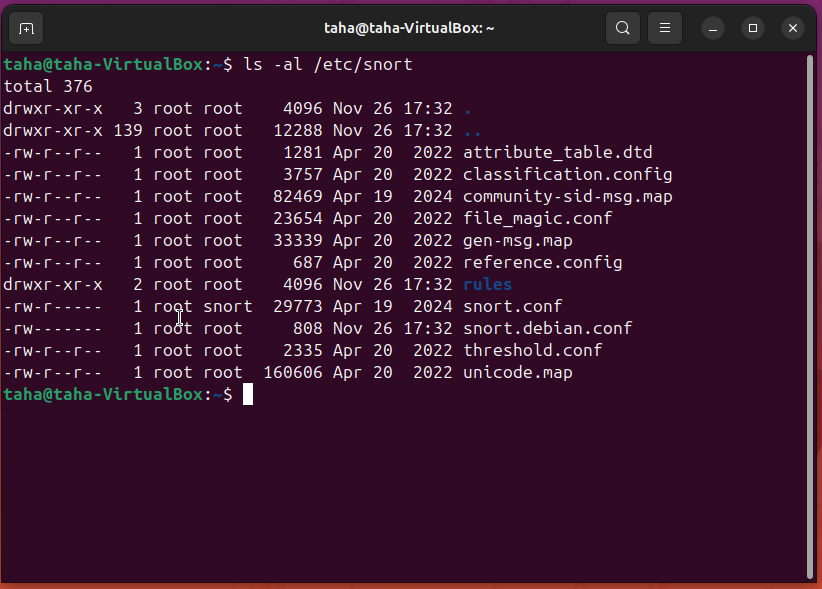 taha@taha-VirtualBox: ~
taha@taha-VirtualBox:~$ ls -al /etc/snort
total 376
drwxr-xr-x   3 root root    4096 Nov 26 17:32 .
drwxr-xr-x 139 root root   12288 Nov 26 17:32 ..
-rw-r--r--   1 root root    1281 Apr 20  2022 attribute_table.dtd
-rw-r--r--   1 root root    3757 Apr 20  2022 classification.config
-rw-r--r--   1 root root   82469 Apr 19  2024 community-sid-msg.map
-rw-r--r--   1 root root   23654 Apr 20  2022 file_magic.conf
-rw-r--r--   1 root root   33339 Apr 20  2022 gen-msg.map
-rw-r--r--   1 root root     687 Apr 20  2022 reference.config
drwxr-xr-x   2 root root    4096 Nov 26 17:32 rules
-rw-r-----   1 root snort  29773 Apr 19  2024 snort.conf
-rw-------   1 root root     808 Nov 26 17:32 snort.debian.conf
-rw-r--r--   1 root root    2335 Apr 20  2022 threshold.conf
-rw-r--r--   1 root root  160606 Apr 20  2022 unicode.map
taha@taha-VirtualBox:~$